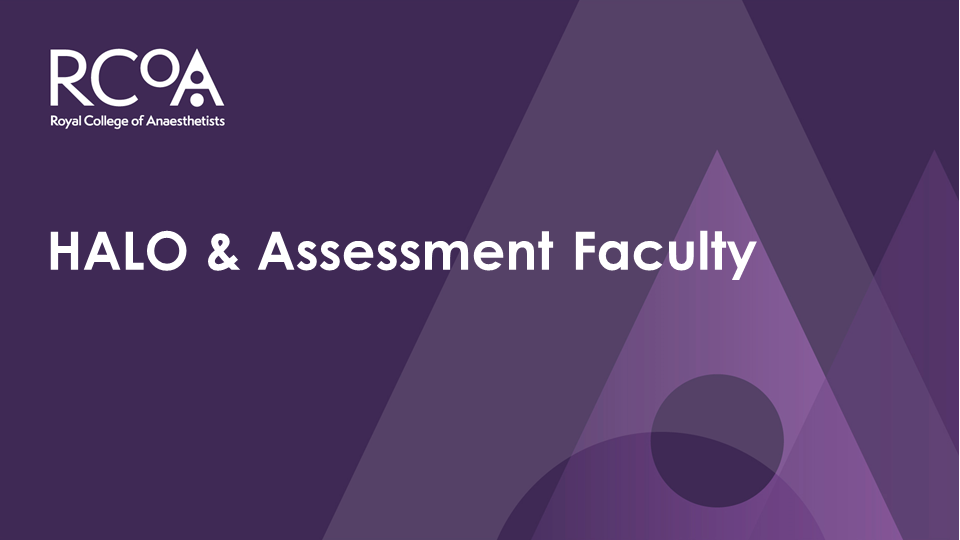 RCoA
Royal College of Anaesthetists
HALO & Assessment Faculty